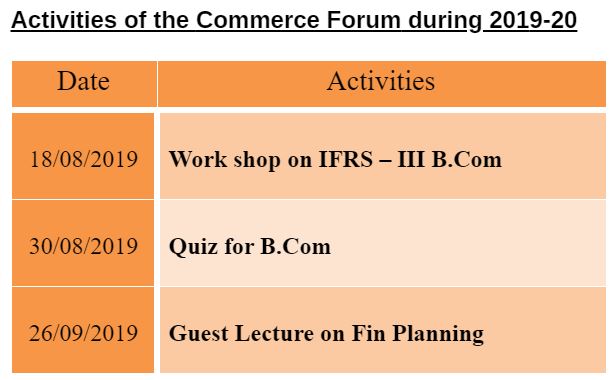 Activities of the Commerce Forum during 2019-20
Date Activities
18/08/2019 Work shop on IFRS – III B.Com
30/08/2019 Quiz for B.Com
26/09/2019 Guest Lecture on Fin Planning